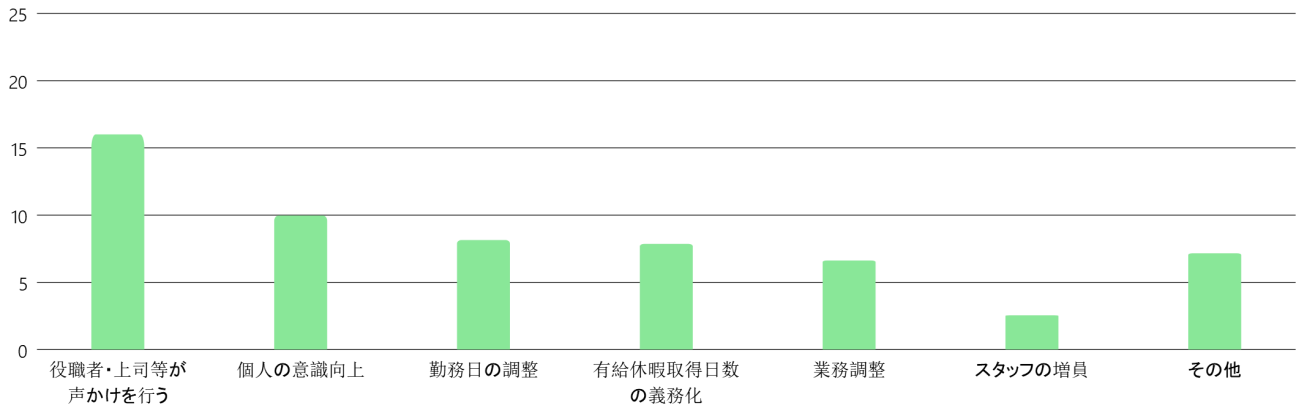 25
20
15
10
5
0
役職者・上司等が
声かけを行う
個人の意識向上
勤務日の調整
有給休暇取得日数
の義務化
業務調整
スタッフの増員
その他